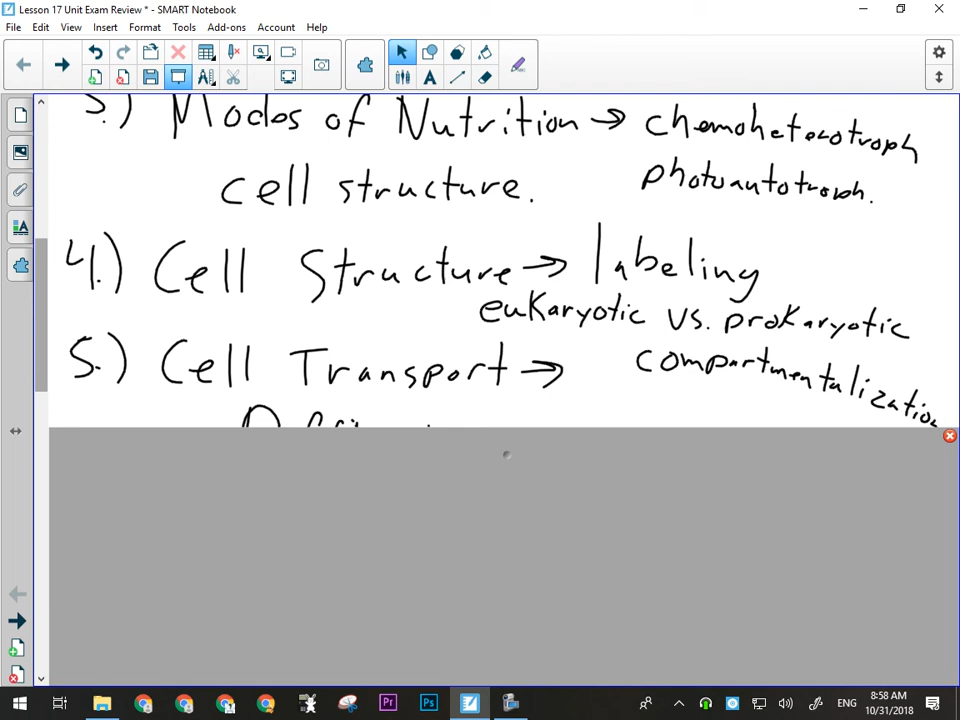 Lesson 17 Unit Exam Review * - SMART Notebook
File Edit View Insert Format Tools Add-ons Account Help
3.) Modes of Nutrition → chemoheterotroph
cell structure. photoautotroph.
4.) Cell Structure → labeling
eukaryotic vs. prokaryotic
5.) Cell Transport → compartmentalization
ENG
8:58 AM
10/31/2018